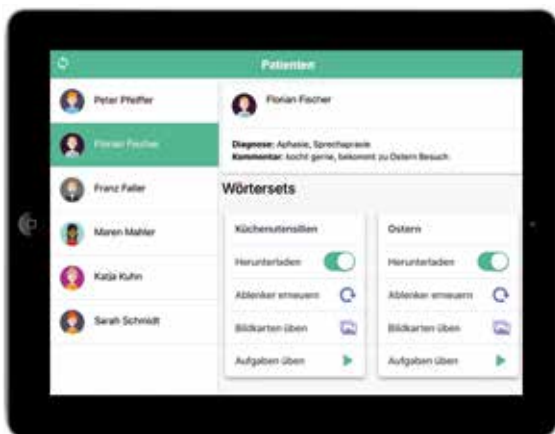 Patienten
Peter Pfeiffer
Florian Fischer
Franz Faller
Maren Mahler
Katja Kuhn
Sarah Schmidt
Florian Fischer
Diagnose: Aphasie, Sprechapraxie
Kommentar: kocht gerne, bekommt zu Ostern Besuch.
Wörtersets
Küchenutensilien
Herunterladen
Ablenker erneuern
Bildkarten üben
Aufgaben üben
Ostern
Herunterladen
Ablenker erneuern
Bildkarten üben
Aufgaben üben